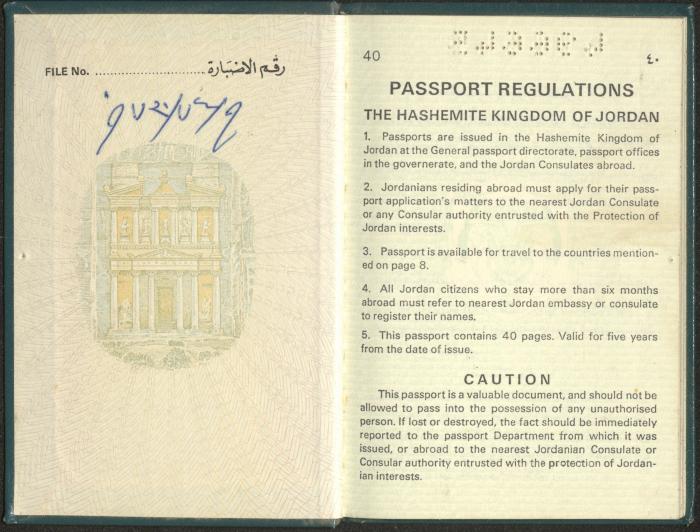 FILE No. .............................. رقم الاضبارة
40
٤٠
PASSPORT REGULATIONS
THE HASHEMITE KINGDOM OF JORDAN
1. Passports are issued in the Hashemite Kingdom of
Jordan at the General passport directorate, passport offices
in the governerate, and the Jordan Consulates abroad.
2. Jordanians residing abroad must apply for their pass-
port application's matters to the nearest Jordan Consulate
or any Consular authority entrusted with the Protection of
Jordan interests.
3. Passport is available for travel to the countries mention-
ed on page 8.
4. All Jordan citizens who stay more than six months
abroad must refer to nearest Jordan embassy or consulate
to register their names.
5. This passport contains 40 pages. Valid for five years
from the date of issue.
CAUTION
This passport is a valuable document, and should not be
allowed to pass into the possession of any unauthorised
person. If lost or destroyed, the fact should be immediately
reported to the passport Department from which it was
issued, or abroad to the nearest Jordanian Consulate or
Consular authority entrusted with the protection of Jordan-
ian interests.